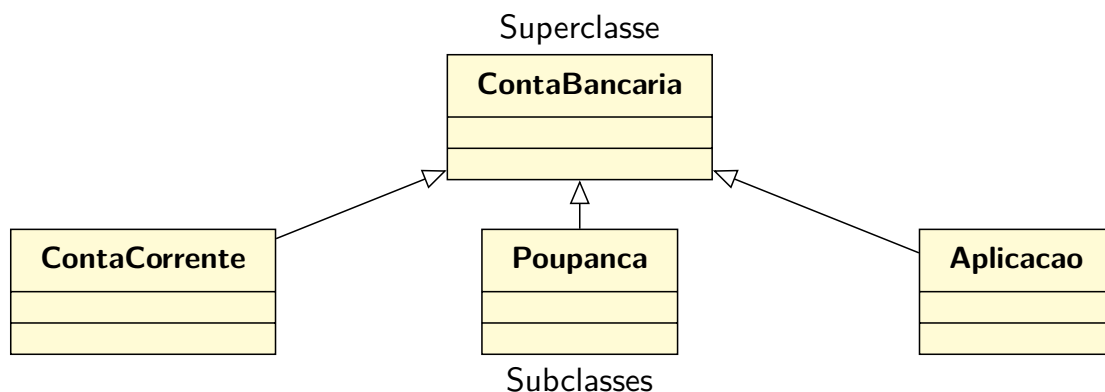 Superclasse
ContaBancaria
ContaCorrente
Poupanca
Aplicacao
Subclasses